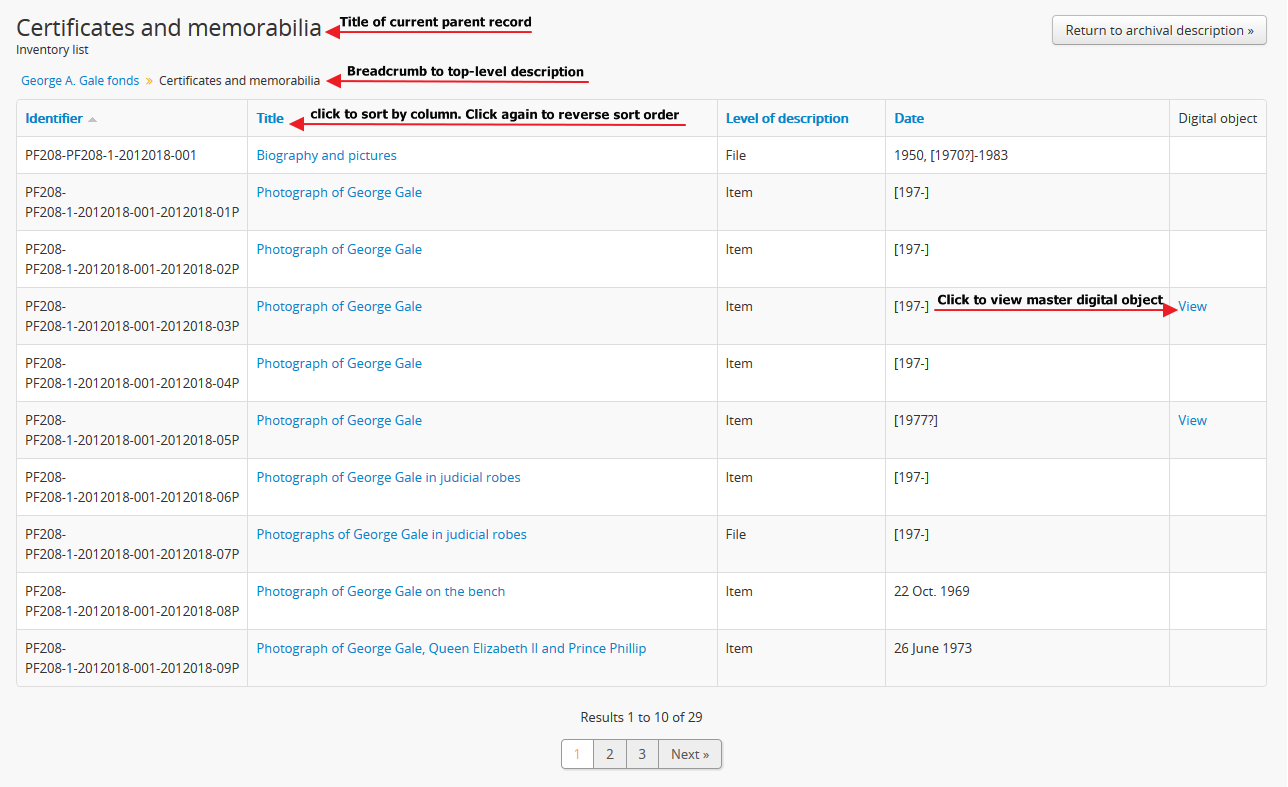 Certificates and memorabilia
Title of current parent record
Return to archival description »
Inventory list
George A. Gale fonds » Certificates and memorabilia
Breadcrumb to top-level description
Identifier Title click to sort by column. Click again to reverse sort order Level of description Date Digital object
PF208-PF208-1-2012018-001 Biography and pictures File 1950, [1970?]-1983
PF208- Photograph of George Gale Item [197-]
PF208-1-2012018-001-2012018-01P
PF208- Photograph of George Gale Item [197-]
PF208-1-2012018-001-2012018-02P
Click to view master digital object
PF208- Photograph of George Gale Item [197-] View
PF208-1-2012018-001-2012018-03P
PF208- Photograph of George Gale Item [197-]
PF208-1-2012018-001-2012018-04P
PF208- Photograph of George Gale Item [1977?] View
PF208-1-2012018-001-2012018-05P
PF208- Photograph of George Gale in judicial robes Item [197-]
PF208-1-2012018-001-2012018-06P
PF208- Photographs of George Gale in judicial robes File [197-]
PF208-1-2012018-001-2012018-07P
PF208- Photograph of George Gale on the bench Item 22 Oct. 1969
PF208-1-2012018-001-2012018-08P
PF208- Photograph of George Gale, Queen Elizabeth II and Prince Phillip Item 26 June 1973
PF208-1-2012018-001-2012018-09P
Results 1 to 10 of 29
1 2 3 Next »